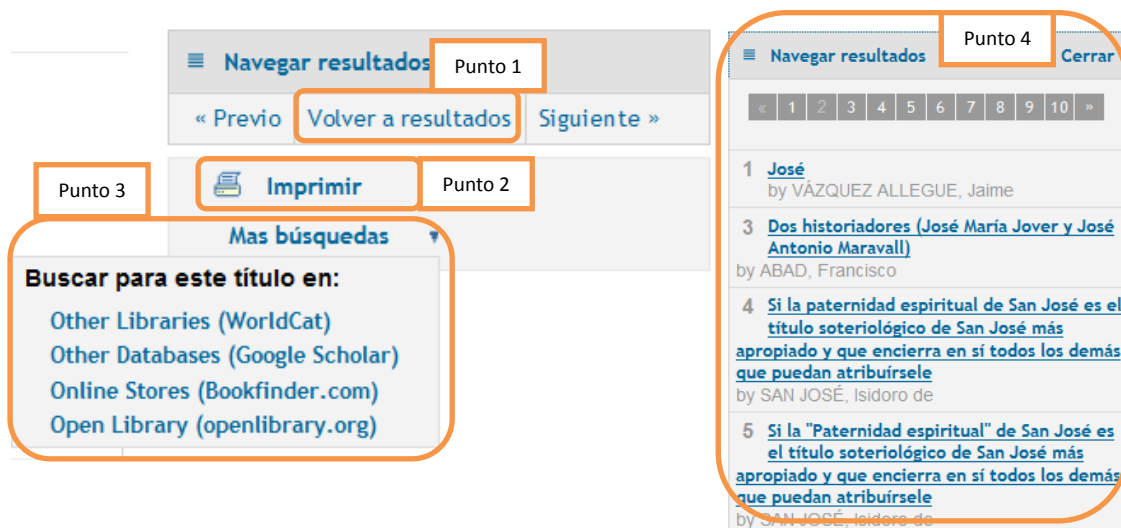 Navegar resultados
Punto 1
« Previo Volver a resultados Siguiente »
Imprimir
Punto 2
Punto 3
Mas búsquedas
Buscar para este título en:
Other Libraries (WorldCat)
Other Databases (Google Scholar)
Online Stores (Bookfinder.com)
Open Library (openlibrary.org)
Punto 4
Navegar resultados Cerrar
« 1 2 3 4 5 6 7 8 9 10 »
1 José
by VÁZQUEZ ALLEGUE, Jaime
3 Dos historiadores (José María Jover y José
Antonio Maravall)
by ABAD, Francisco
4 Si la paternidad espiritual de San José es el
título soteriológico de San José más
apropiado y que encierra en sí todos los demás
que puedan atribuírsele
by SAN JOSÉ, Isidoro de
5 Si la "Paternidad espiritual" de San José es
el título soteriológico de San José más
apropiado y que encierra en sí todos los demás
que puedan atribuírsele
by SAN JOSÉ, Isidoro de